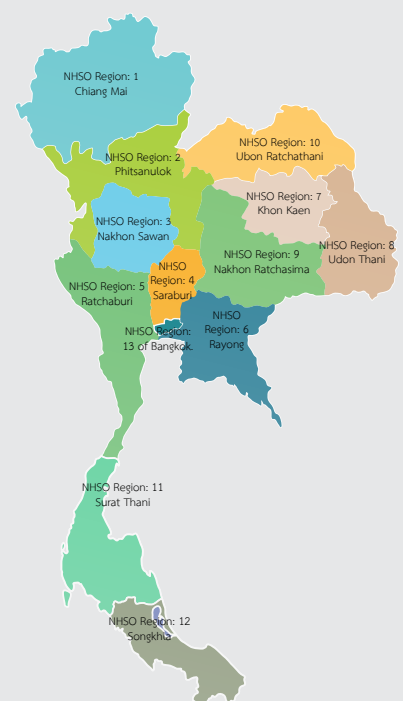 NHSO Region: 1
Chiang Mai
NHSO Region: 10
Ubon Ratchathani
NHSO Region: 2
Phitsanulok
NHSO Region: 7
Khon Kaen
NHSO Region: 3
Nakhon Sawan
NHSO Region: 8
Udon Thani
NHSO Region: 9
Nakhon Ratchasima
NHSO
Region: 4
Saraburi
NHSO Region: 5
Ratchaburi
NHSO
Region: 6
Rayong
NHSO Region:
13 of Bangkok.
NHSO Region: 11
Surat Thani
NHSO Region: 12
Songkhla